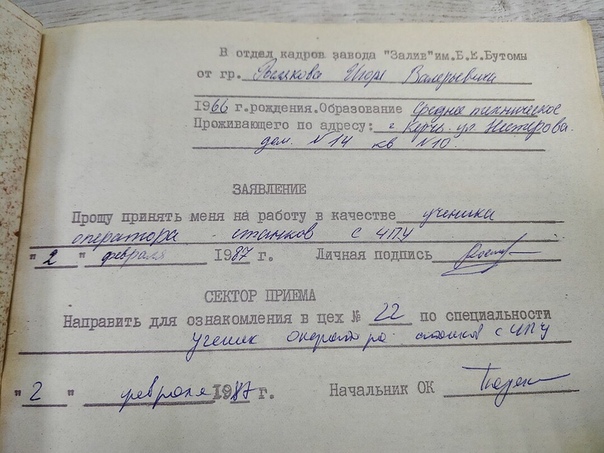 В отдел кадров завода "Залив"им.Б.Е.Бутомы
от гр. Игоря Валерьевича
1966 г.рождения.Образование Среднее техническое
Проживающего по адресу: г Керчь ул Нестерова
дом. N 14 кв N 10
ЗАЯВЛЕНИЕ
Прошу принять меня на работу в качестве ученика
оператора станков с ЧПУ
"2" февраля 1987 г. Личная подпись
СЕКТОР ПРИЕМА
Направить для ознакомления в цех № 22 по специальности
ученик оператора станков с ЧПУ
"2" февраля 1987 г. Начальник ОК